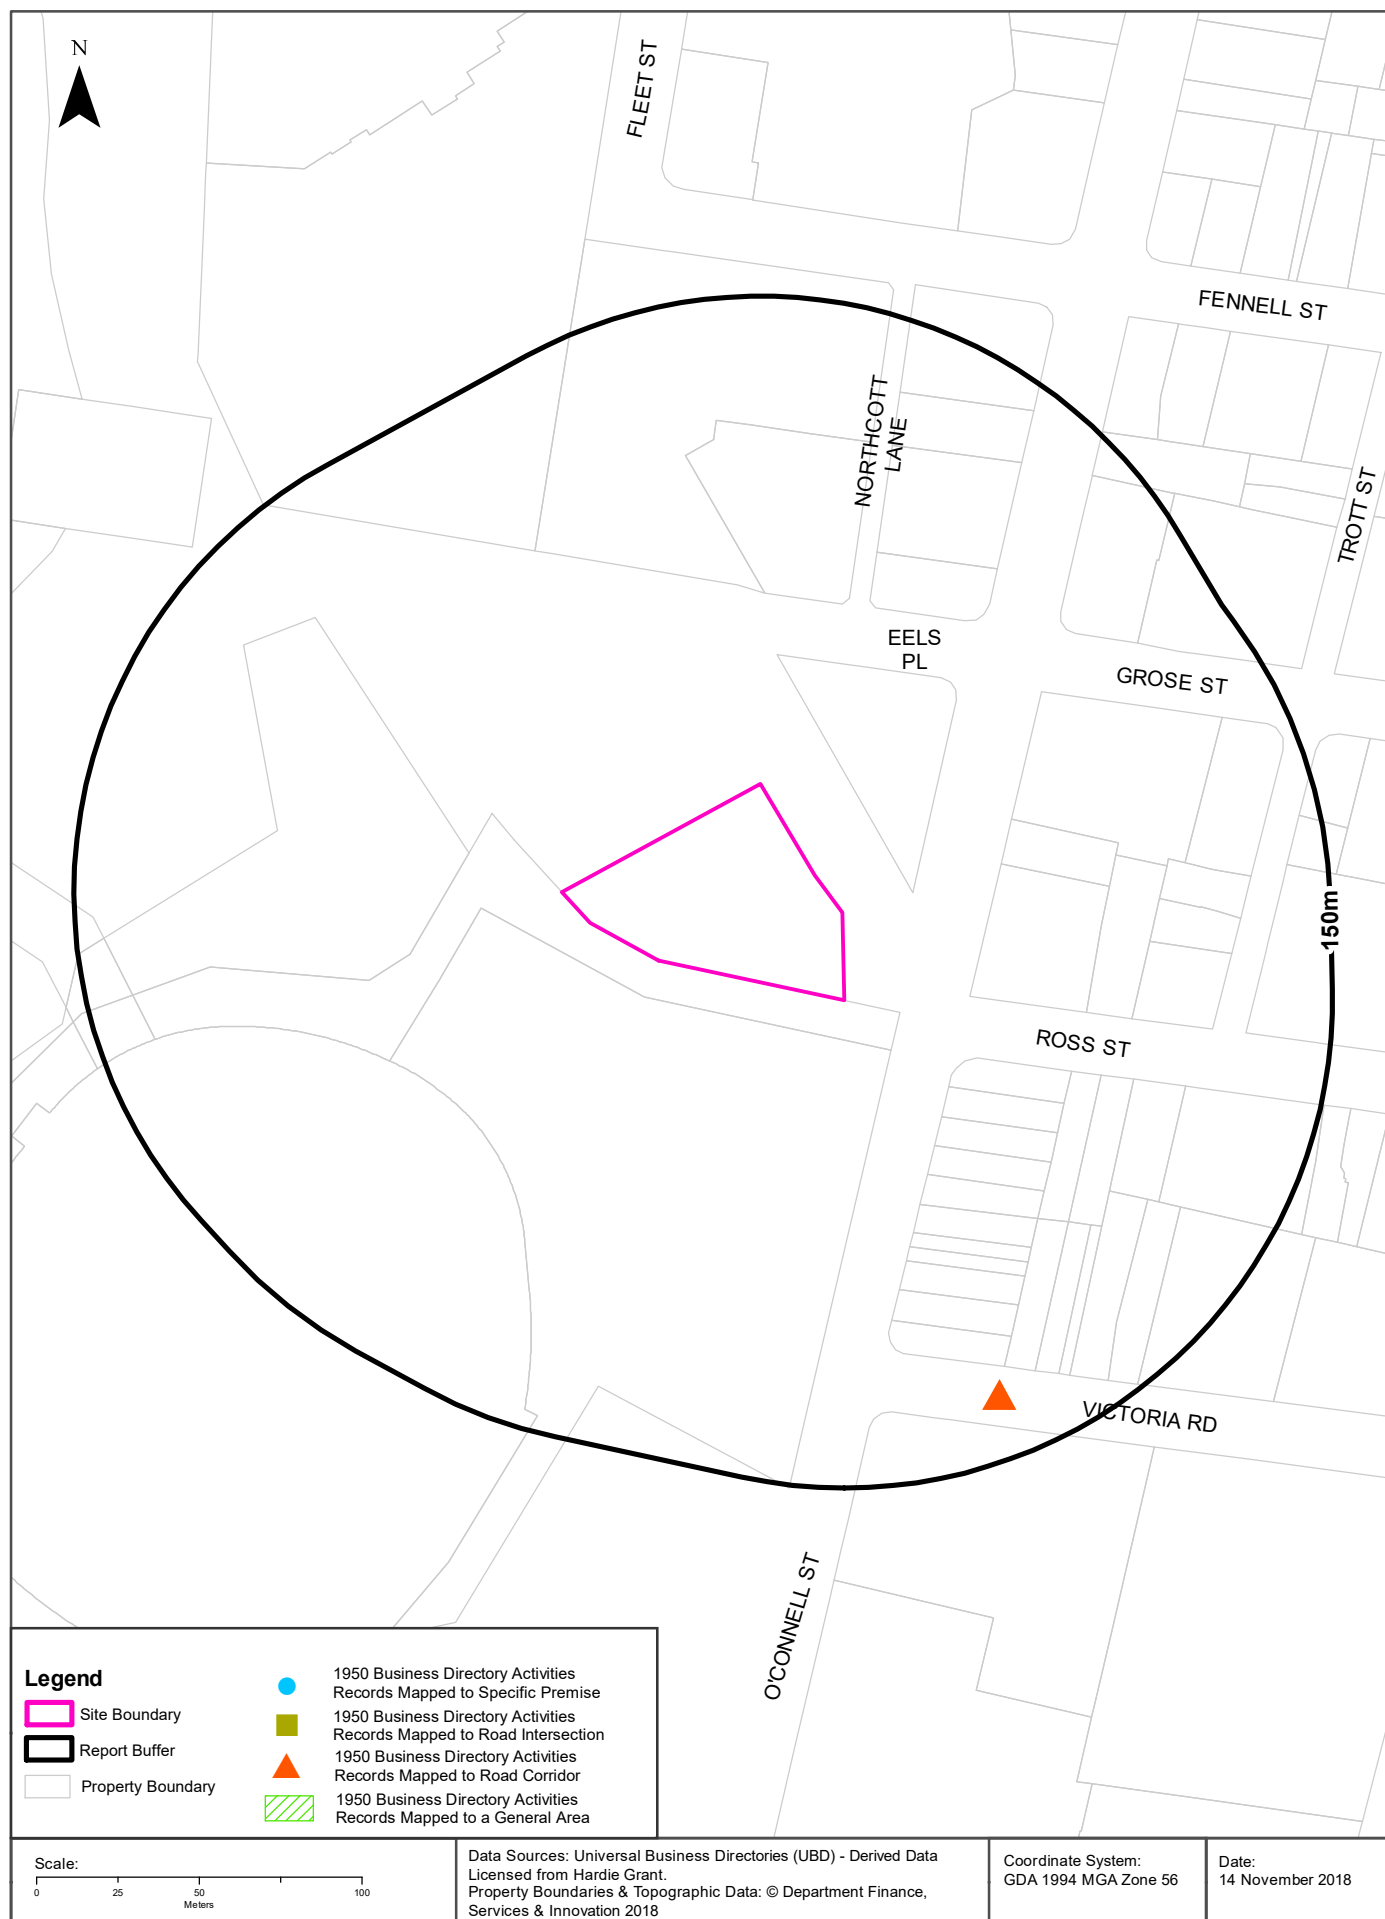 N
FLEET ST
FENNELL ST
NORTHCOTT
LANE
TROTT ST
EELS
PL
GROSE ST
150m
ROSS ST
VICTORIA RD
O'CONNELL ST
Legend
Site Boundary
Report Buffer
Property Boundary
1950 Business Directory Activities
Records Mapped to Specific Premise
1950 Business Directory Activities
Records Mapped to Road Intersection
1950 Business Directory Activities
Records Mapped to Road Corridor
1950 Business Directory Activities
Records Mapped to a General Area
Scale:
0 25 50 100
Meters
Data Sources: Universal Business Directories (UBD) - Derived Data
Licensed from Hardie Grant.
Property Boundaries & Topographic Data: © Department Finance,
Services & Innovation 2018
Coordinate System:
GDA 1994 MGA Zone 56
Date:
14 November 2018